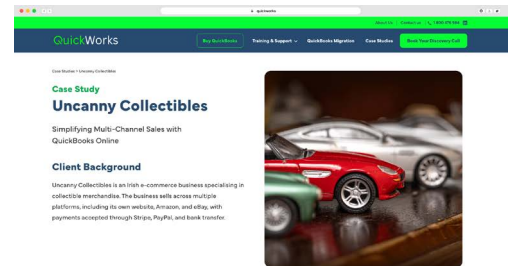 quickworks
About Us
Contact us
QuickWorks
Buy QuickBooks
Training & Support
QuickBooks Migration
Case Studies
Book Your Discovery Call
Case Studies > Uncanny Collectibles
Case Study
Uncanny Collectibles
Simplifying Multi-Channel Sales with
QuickBooks Online
Client Background
Uncanny Collectibles is an Irish e-commerce business specialising in
collectible merchandise. The business sells across multiple
platforms, including its own website, Amazon, and eBay, with
payments accepted through Stripe, PayPal, and bank transfer.